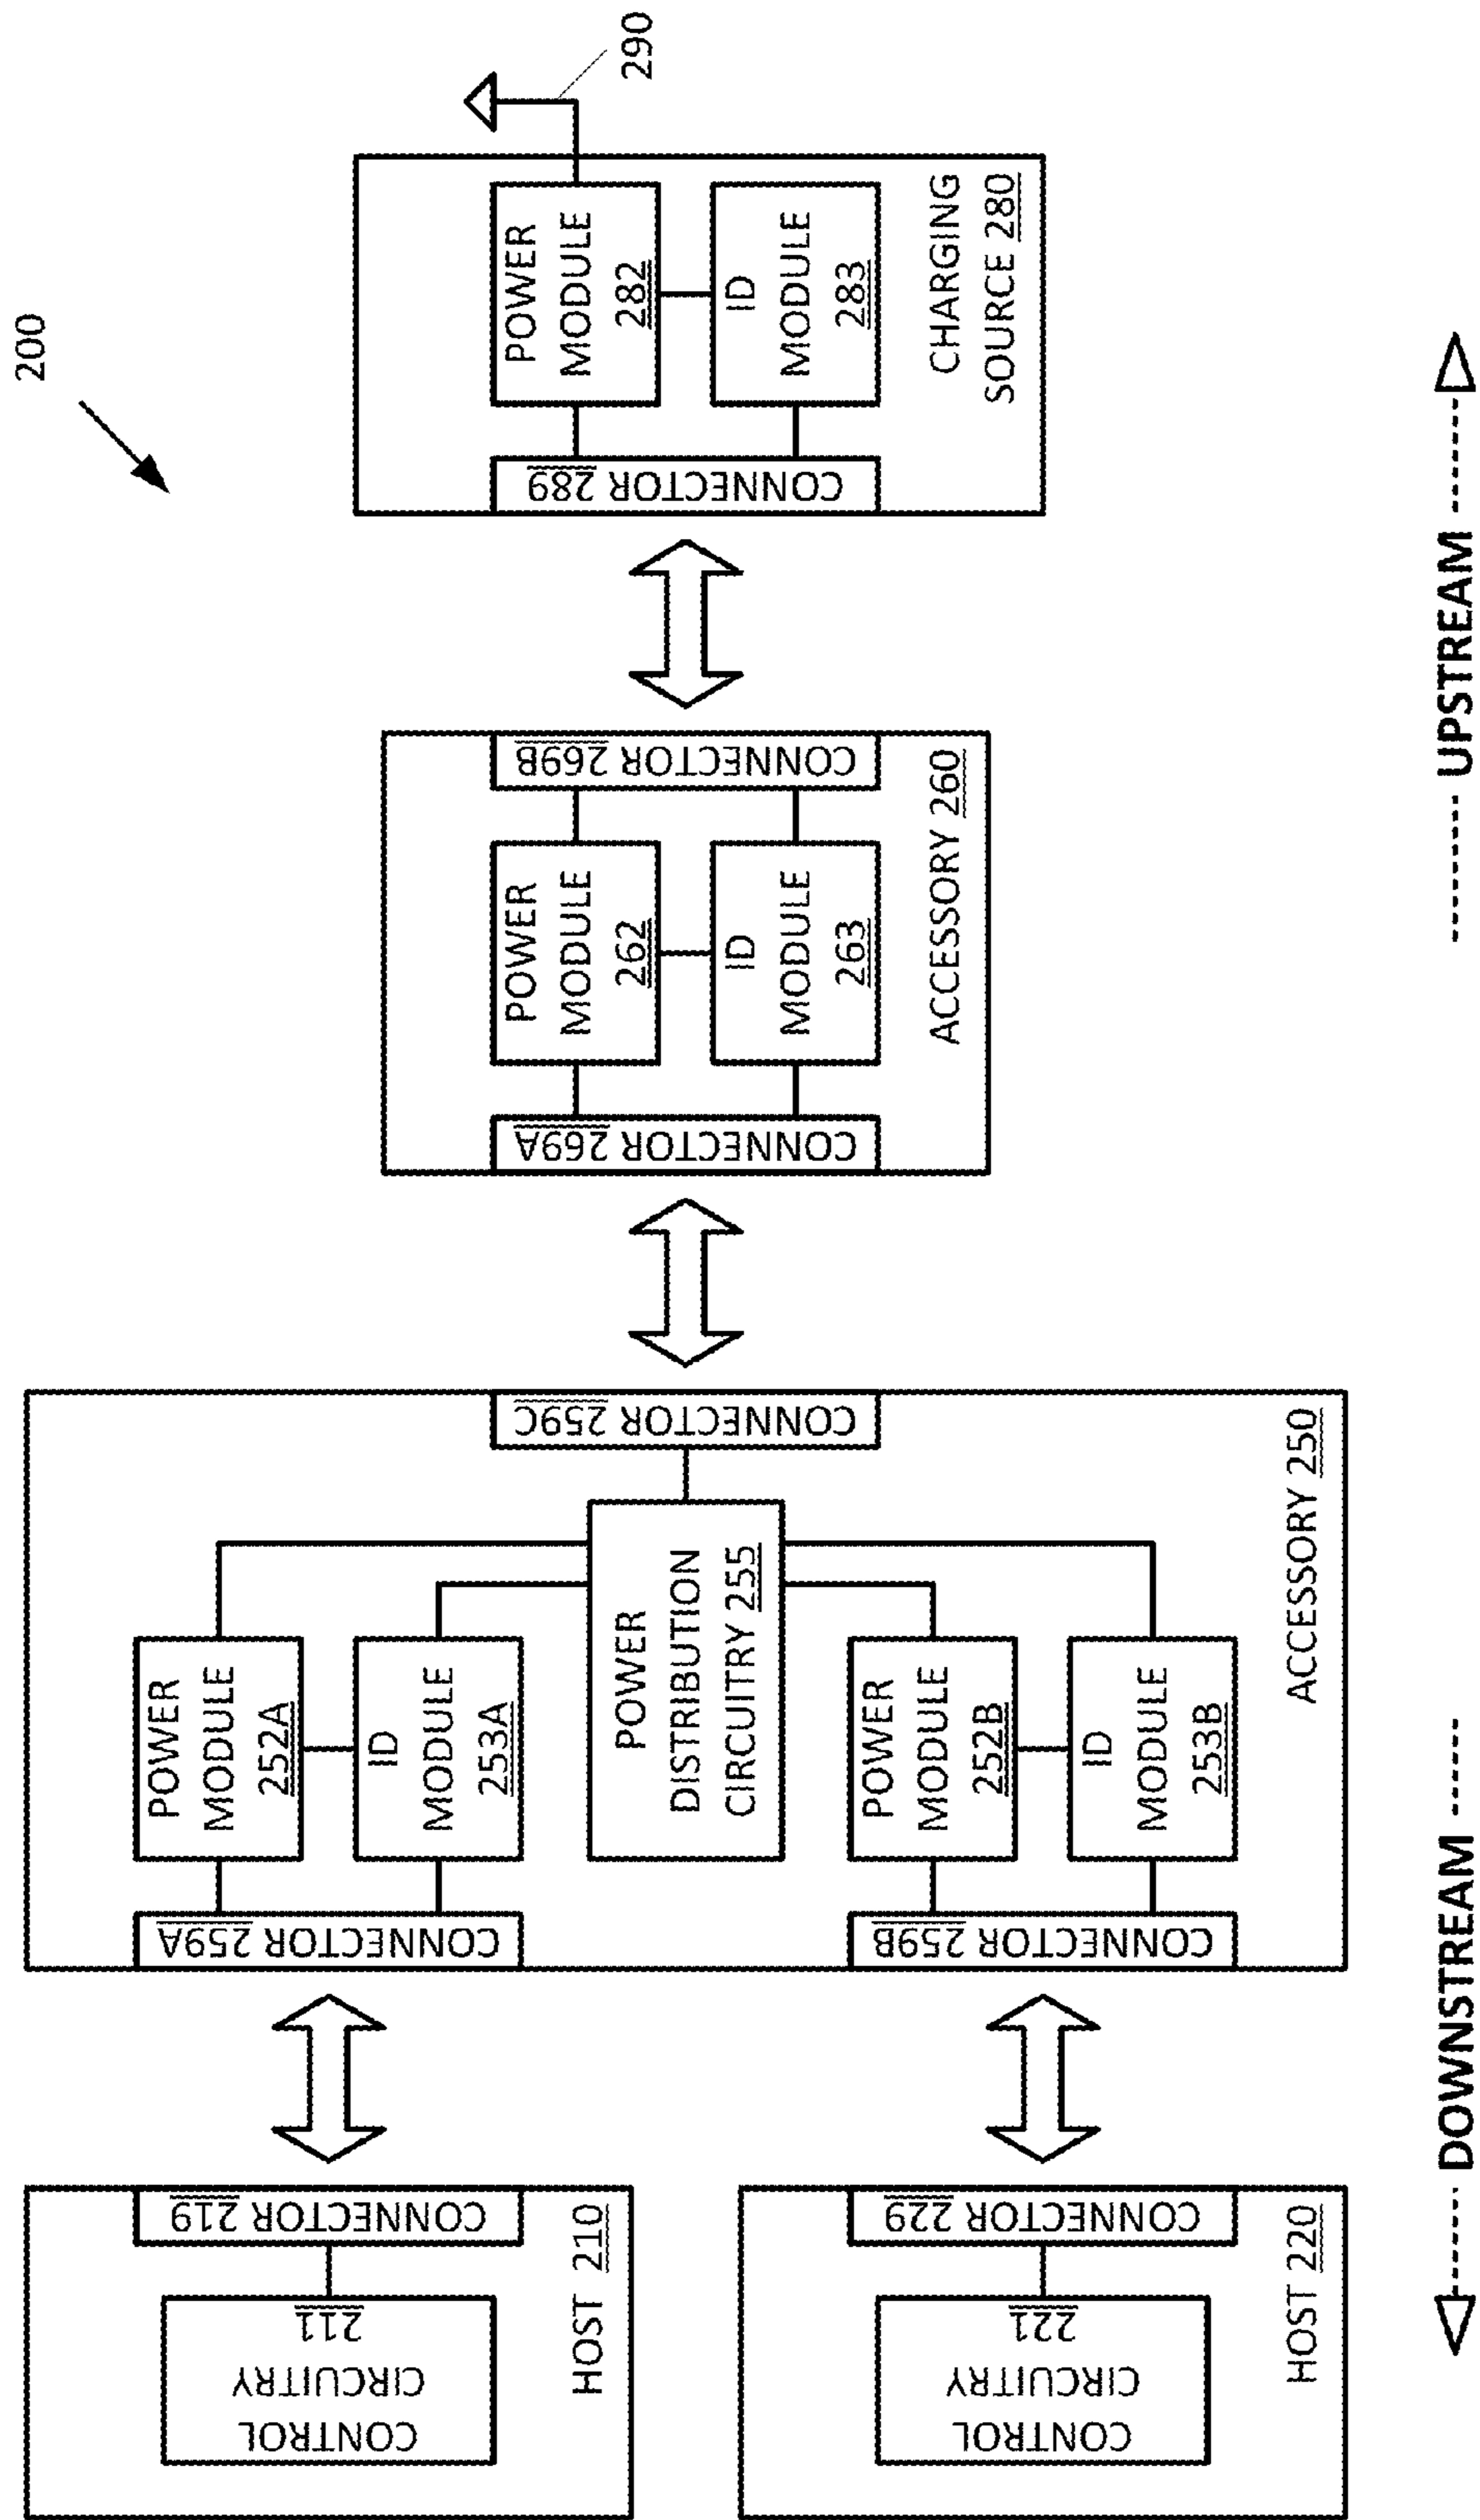 200
HOST 210
CONTROL
CIRCUITRY
211
CONNECTOR 219
HOST 220
CONTROL
CIRCUITRY
221
CONNECTOR 229
ACCESSORY 250
CONNECTOR 259A
POWER
MODULE
252A
ID
MODULE
253A
POWER
DISTRIBUTION
CIRCUITRY 255
CONNECTOR 259B
POWER
MODULE
252B
ID
MODULE
253B
CONNECTOR 259C
ACCESSORY 260
CONNECTOR 269A
POWER
MODULE
262
ID
MODULE
263
CONNECTOR 269B
CHARGING
SOURCE 280
CONNECTOR 289
POWER
MODULE
282
ID
MODULE
283
290
DOWNSTREAM
UPSTREAM